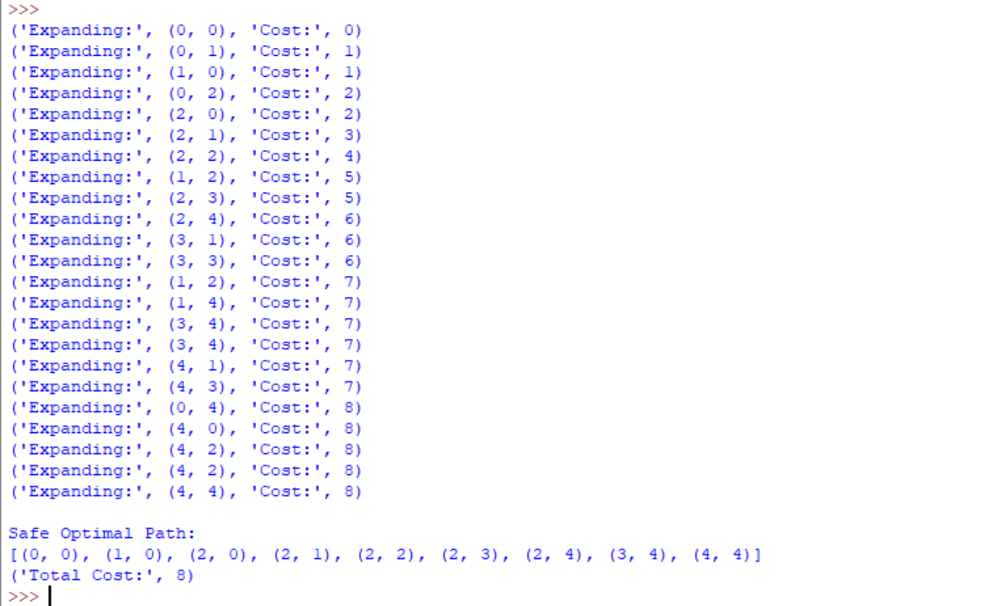 >>>
('Expanding:', (0, 0), 'Cost:', 0)
('Expanding:', (0, 1), 'Cost:', 1)
('Expanding:', (1, 0), 'Cost:', 1)
('Expanding:', (0, 2), 'Cost:', 2)
('Expanding:', (2, 0), 'Cost:', 2)
('Expanding:', (2, 1), 'Cost:', 3)
('Expanding:', (2, 2), 'Cost:', 4)
('Expanding:', (1, 2), 'Cost:', 5)
('Expanding:', (2, 3), 'Cost:', 5)
('Expanding:', (2, 4), 'Cost:', 6)
('Expanding:', (3, 1), 'Cost:', 6)
('Expanding:', (3, 3), 'Cost:', 6)
('Expanding:', (1, 2), 'Cost:', 7)
('Expanding:', (1, 4), 'Cost:', 7)
('Expanding:', (3, 4), 'Cost:', 7)
('Expanding:', (3, 4), 'Cost:', 7)
('Expanding:', (4, 1), 'Cost:', 7)
('Expanding:', (4, 3), 'Cost:', 7)
('Expanding:', (0, 4), 'Cost:', 8)
('Expanding:', (4, 0), 'Cost:', 8)
('Expanding:', (4, 2), 'Cost:', 8)
('Expanding:', (4, 2), 'Cost:', 8)
('Expanding:', (4, 4), 'Cost:', 8)
Safe Optimal Path:
[(0, 0), (1, 0), (2, 0), (2, 1), (2, 2), (2, 3), (2, 4), (3, 4), (4, 4)]
('Total Cost:', 8)
>>>